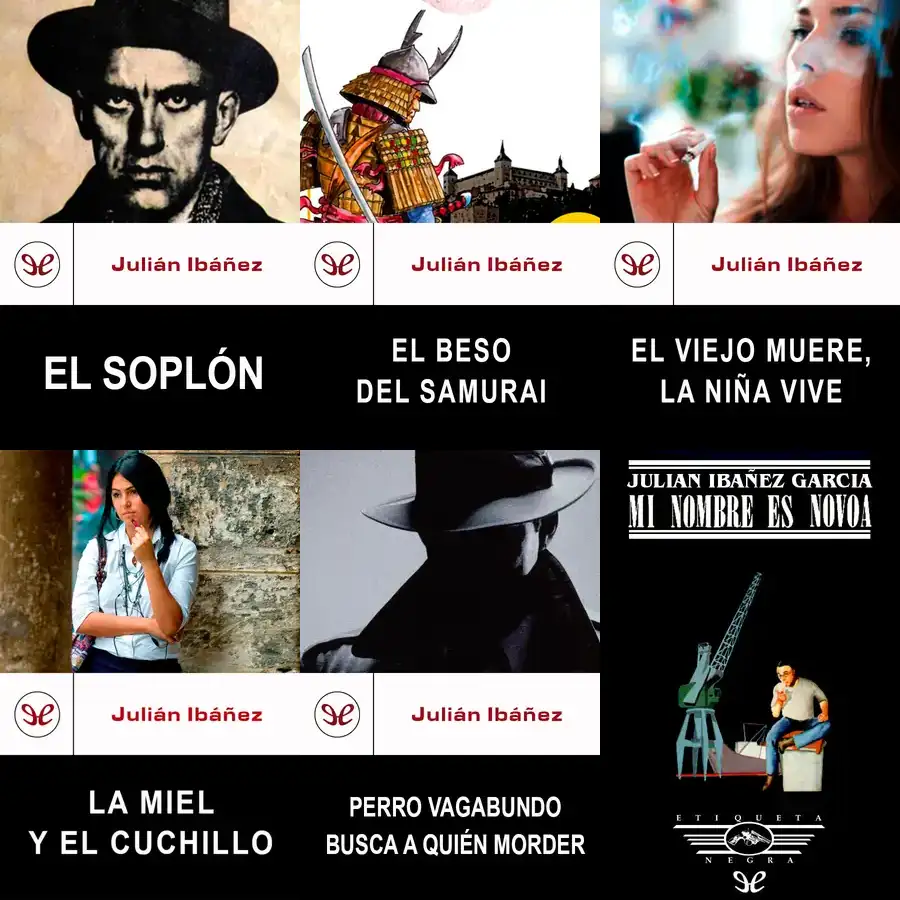 Julián Ibáñez
EL SOPLÓN
Julián Ibáñez
EL BESO
DEL SAMURAI
Julián Ibáñez
EL VIEJO MUERE,
LA NIÑA VIVE
Julián Ibáñez
LA MIEL
Y EL CUCHILLO
Julián Ibáñez
PERRO VAGABUNDO
BUSCA A QUIÉN MORDER
JULIAN IBAÑEZ GARCIA
MI NOMBRE ES NOVOA
ETIQUETA
NEGRA